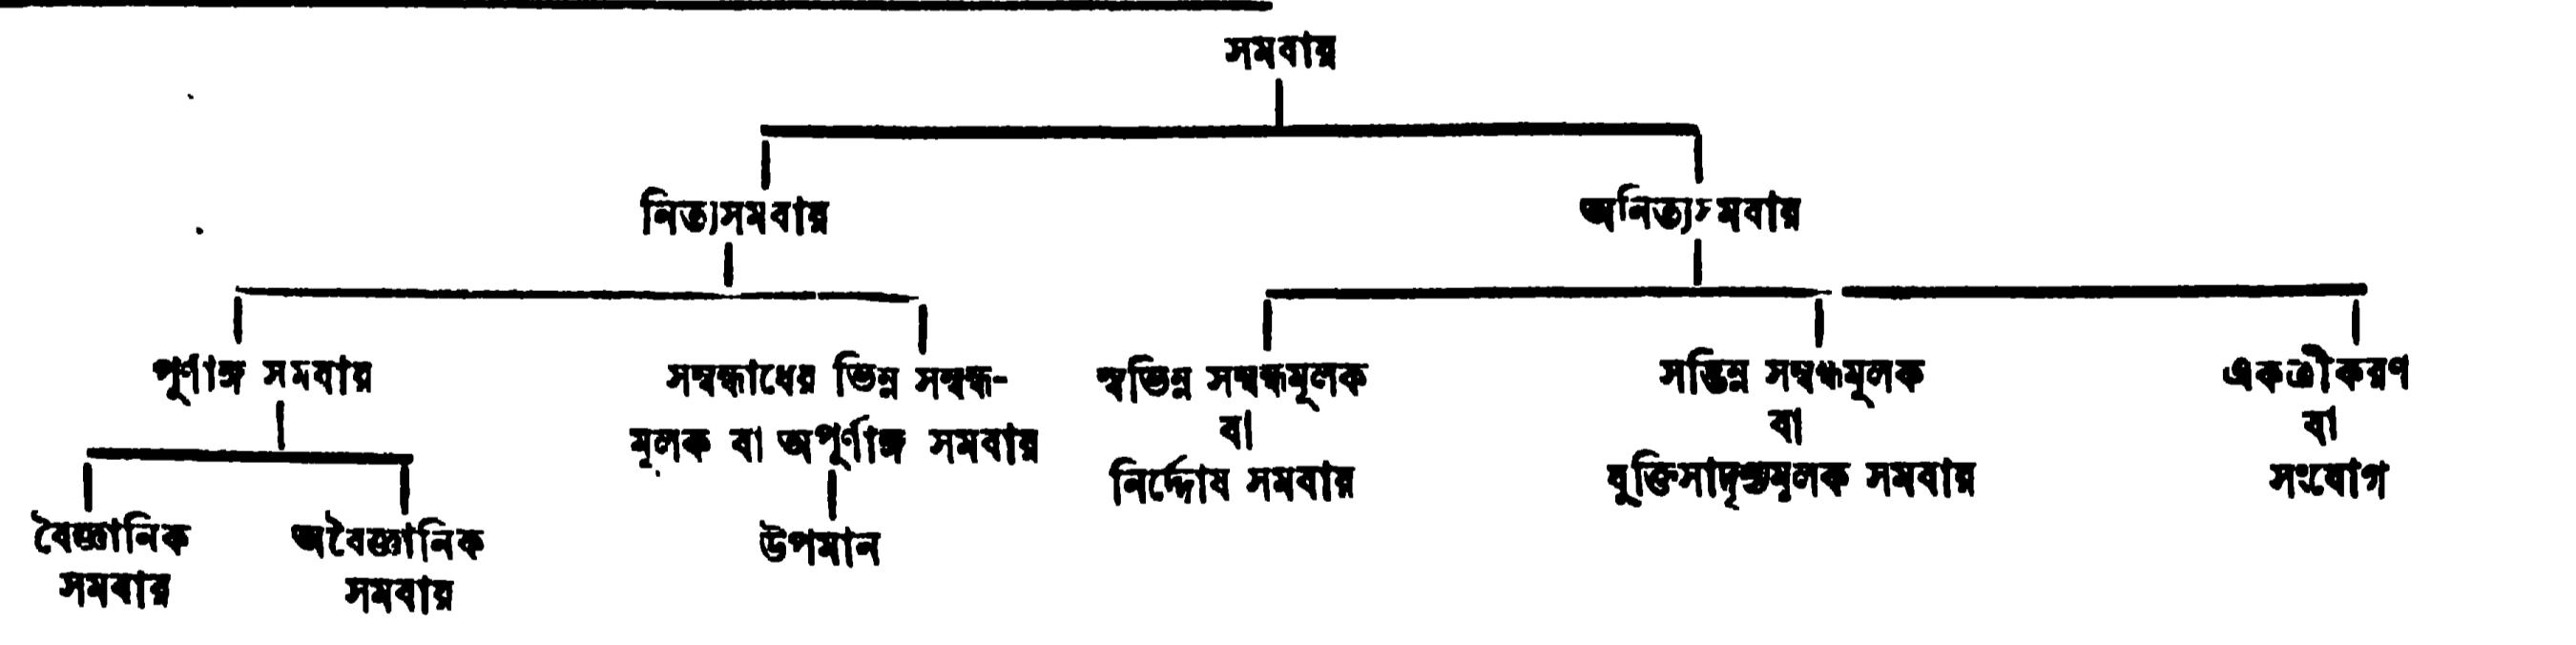 সমবায়
নিত্যসমবায়
অনিত্যসমবায়
পূর্ণাঙ্গ সমবায়
সম্বন্ধাধের ভিন্ন সম্বন্ধ-
মূলক বা অপূর্ণাঙ্গ সমবায়
স্বভিন্ন সম্বন্ধমূলক
বা
নির্দ্দোষ সমবায়
সম্ভিন্ন সম্বন্ধমূলক
বা
যুক্তিসাদৃশ্যমূলক সমবায়
একত্রীকরণ
বা
সংযোগ
বৈজ্ঞানিক
সমবায়
অবৈজ্ঞানিক
সমবায়
উপমান